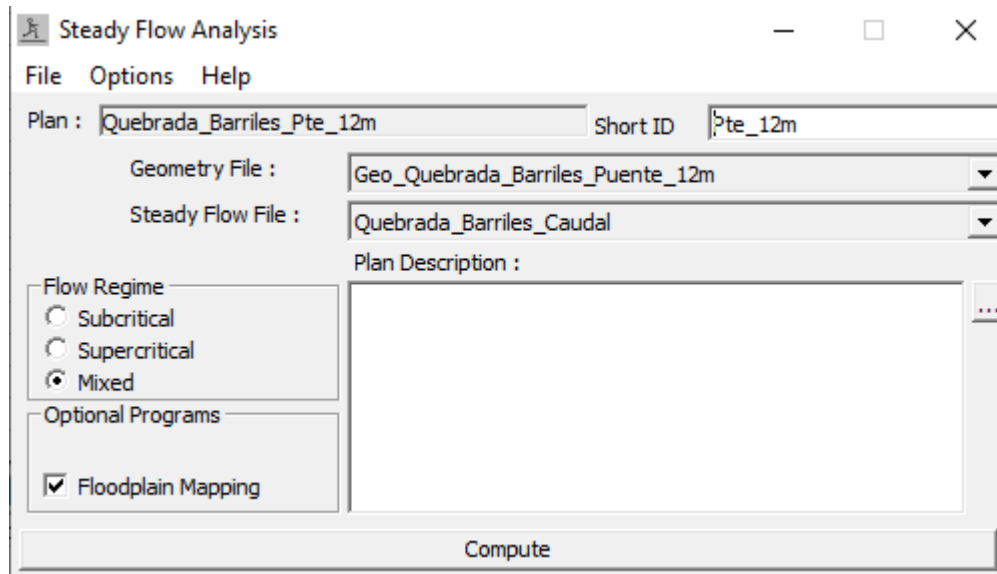 Steady Flow Analysis
File Options Help
Plan : Quebrada_Barriles_Pte_12m Short ID Pte_12m
Geometry File : Geo_Quebrada_Barriles_Puente_12m
Steady Flow File : Quebrada_Barriles_Caudal
Plan Description :
Flow Regime
Subcritical
Supercritical
Mixed
Optional Programs
Floodplain Mapping
...
Compute